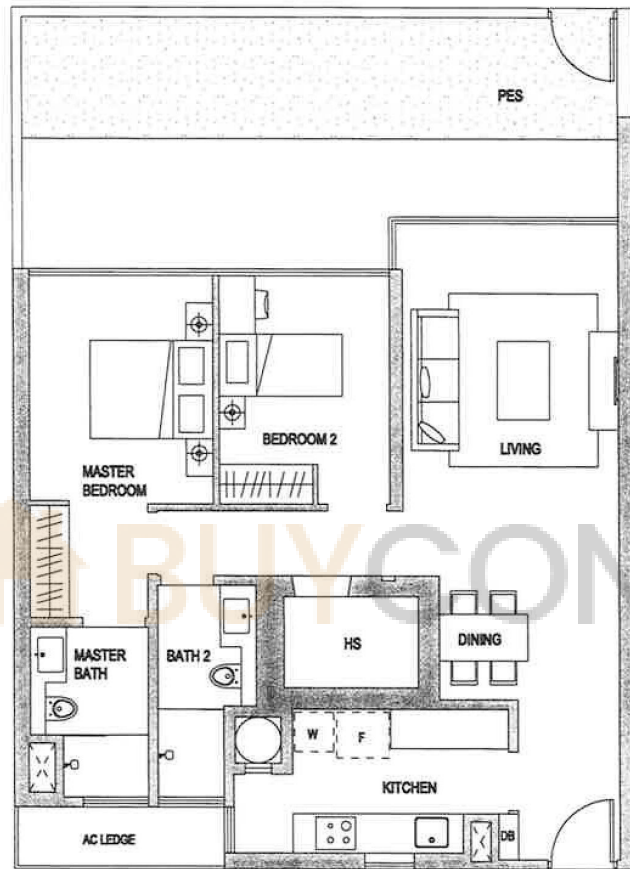 PES
LIVING
BEDROOM 2
MASTER
BEDROOM
BUYCON
MASTER
BATH
BATH 2
HS
DINING
W
F
KITCHEN
AC LEDGE
DB